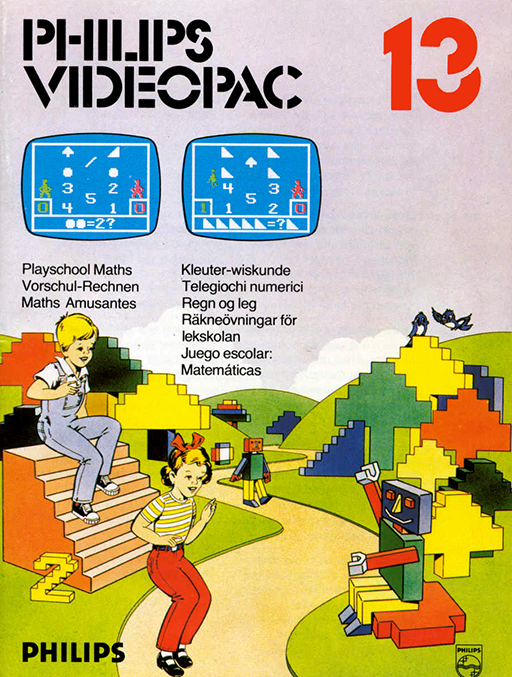 PHILIPS
VIDEOPAC
13
3 2
5
0 4 1 0
=2?
4 3
5
1 1 2 0
=?
Playschool Maths
Vorschul-Rechnen
Maths Amusantes
Kleuter-wiskunde
Telegiochi numerici
Regn og leg
Räkneövningar för
lekskolan
Juego escolar:
Matemáticas
2
PHILIPS
PHILIPS